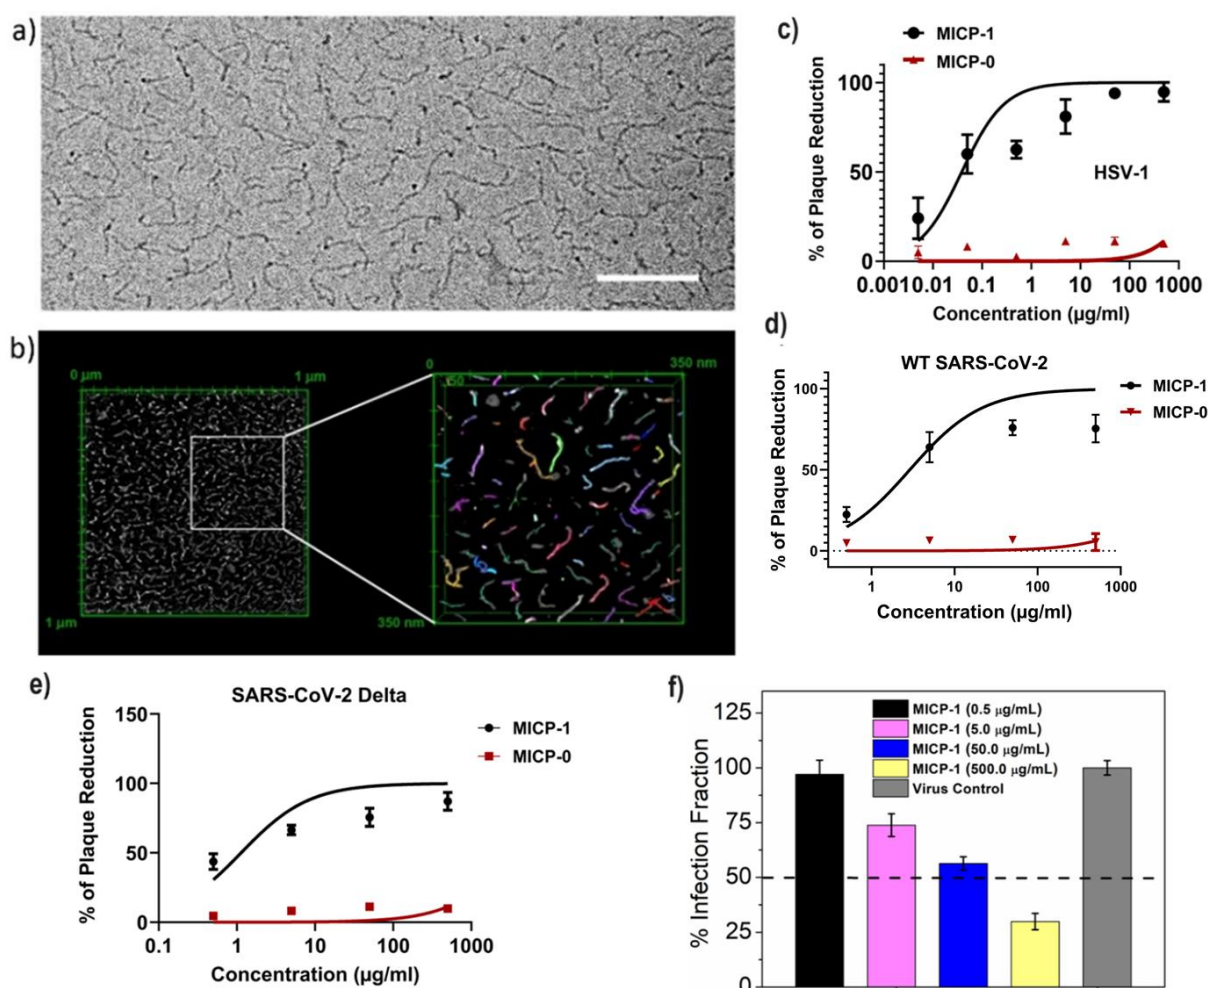 a)
b)
0 µm
1 µm
1 µm
0
350 nm
350 nm
c)
MICP-1
MICP-0
% of Plaque Reduction
100
50
0
HSV-1
0.001 0.01 0.1 1 10 100 1000
Concentration (µg/ml)
d)
WT SARS-CoV-2
MICP-1
MICP-0
% of Plaque Reduction
100
50
0
1 10 100 1000
Concentration (µg/ml)
e)
SARS-CoV-2 Delta
MICP-1
MICP-0
% of Plaque Reduction
150
100
50
0
0.1 1 10 100 1000
Concentration (µg/ml)
f)
MICP-1 (0.5 µg/mL)
MICP-1 (5.0 µg/mL)
MICP-1 (50.0 µg/mL)
MICP-1 (500.0 µg/mL)
Virus Control
% Infection Fraction
125
100
75
50
25
0